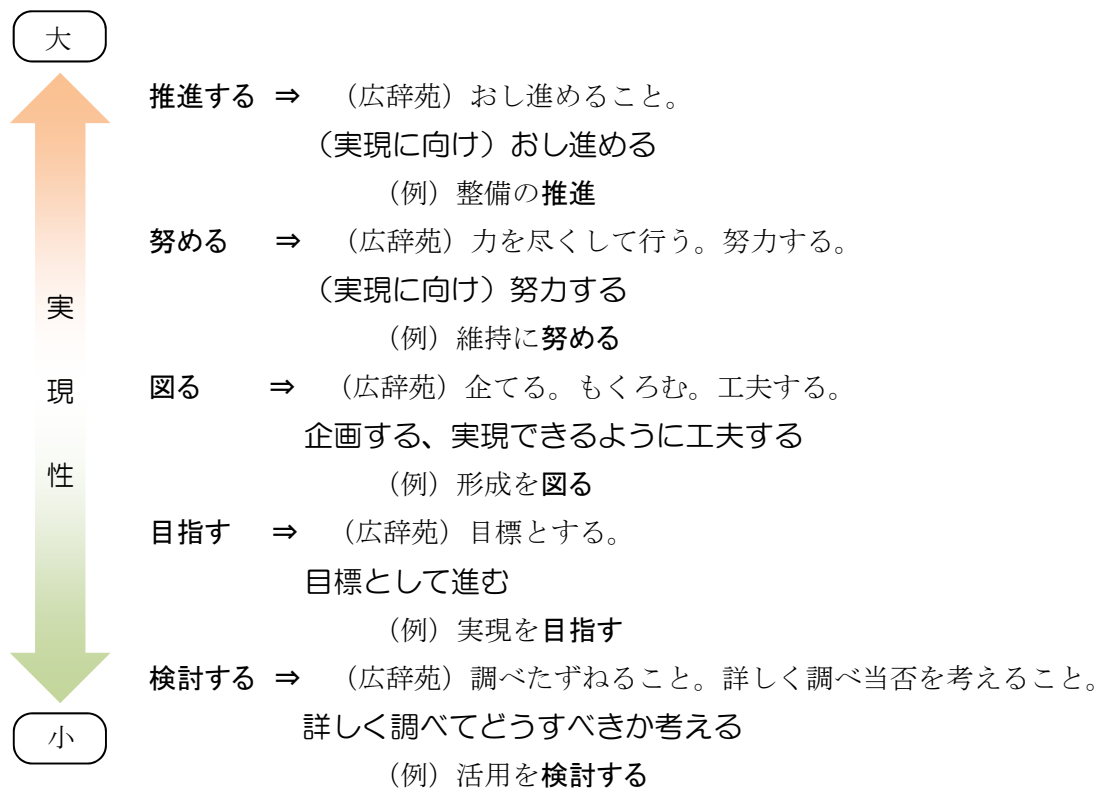 大
推進する ⇒ （広辞苑）おし進めること。
（実現に向け）おし進める
（例）整備の推進
努める ⇒ （広辞苑）力を尽くして行う。努力する。
（実現に向け）努力する
（例）維持に努める
図る ⇒ （広辞苑）企てる。もくろむ。工夫する。
企画する、実現できるように工夫する
（例）形成を図る
目指す ⇒ （広辞苑）目標とする。
目標として進む
（例）実現を目指す
検討する ⇒ （広辞苑）調べたずねること。詳しく調べ当否を考えること。
詳しく調べてどうすべきか考える
（例）活用を検討する
実現性
小